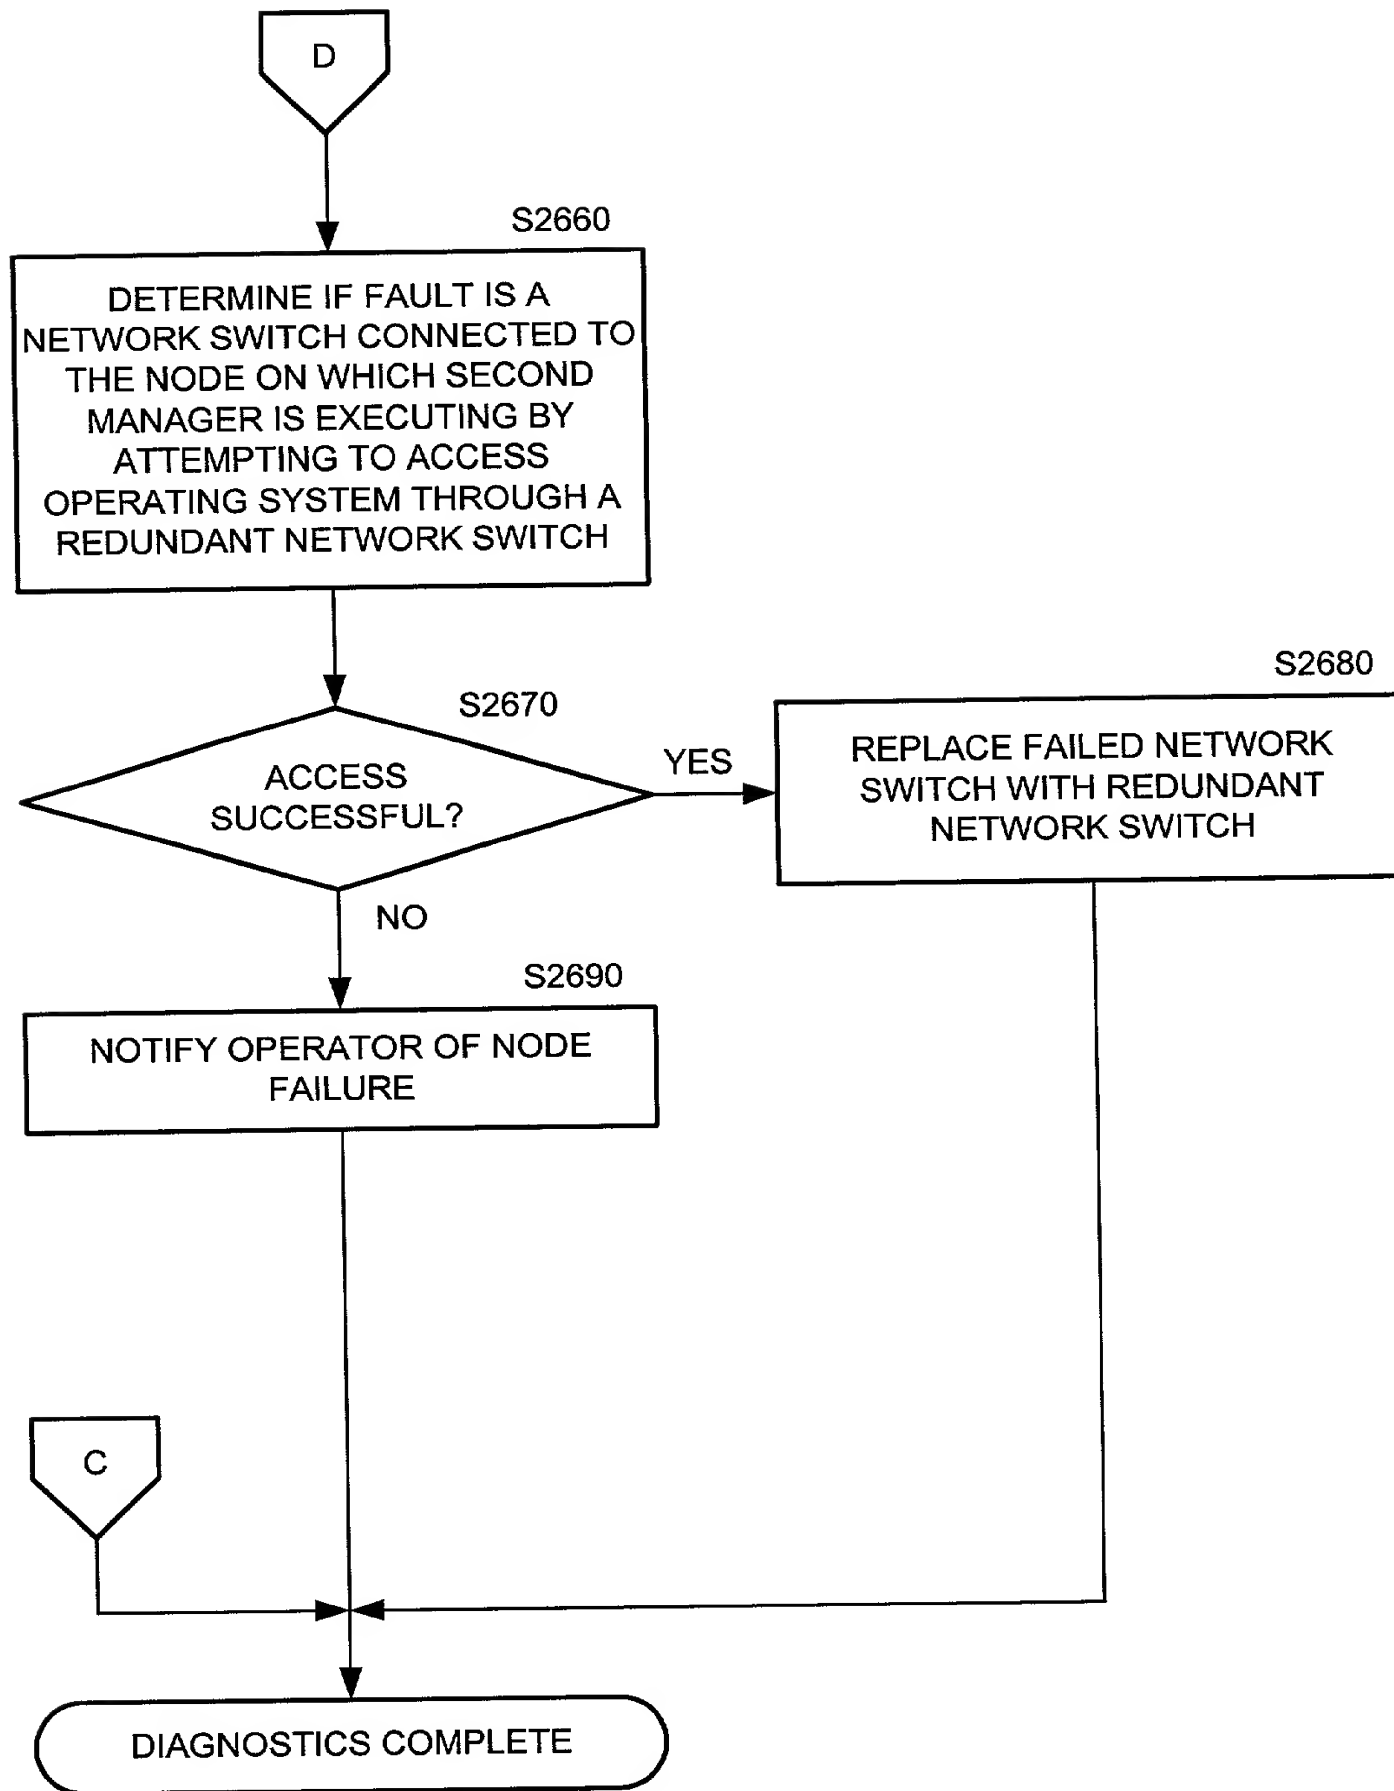 D
S2660
DETERMINE IF FAULT IS A
NETWORK SWITCH CONNECTED TO
THE NODE ON WHICH SECOND
MANAGER IS EXECUTING BY
ATTEMPTING TO ACCESS
OPERATING SYSTEM THROUGH A
REDUNDANT NETWORK SWITCH
S2670
ACCESS
SUCCESSFUL?
YES
S2680
REPLACE FAILED NETWORK
SWITCH WITH REDUNDANT
NETWORK SWITCH
NO
S2690
NOTIFY OPERATOR OF NODE
FAILURE
C
DIAGNOSTICS COMPLETE